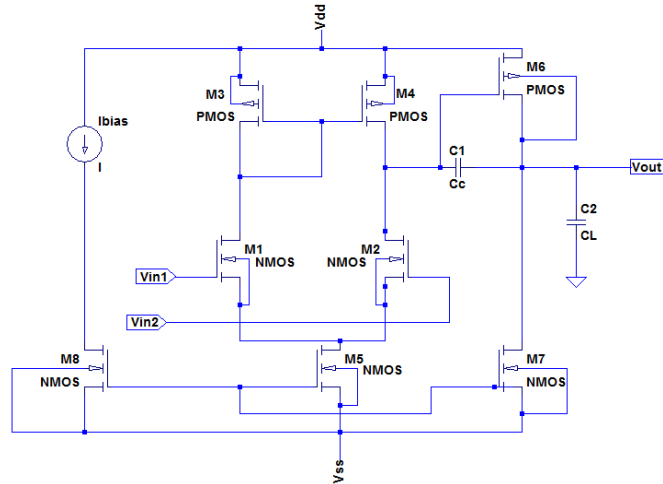 Vdd
M3
PMOS
M4
PMOS
M6
PMOS
Ibias
I
C1
Cc
Vout
C2
CL
M1
NMOS
M2
NMOS
Vin1
Vin2
M8
NMOS
M5
NMOS
M7
NMOS
Vss